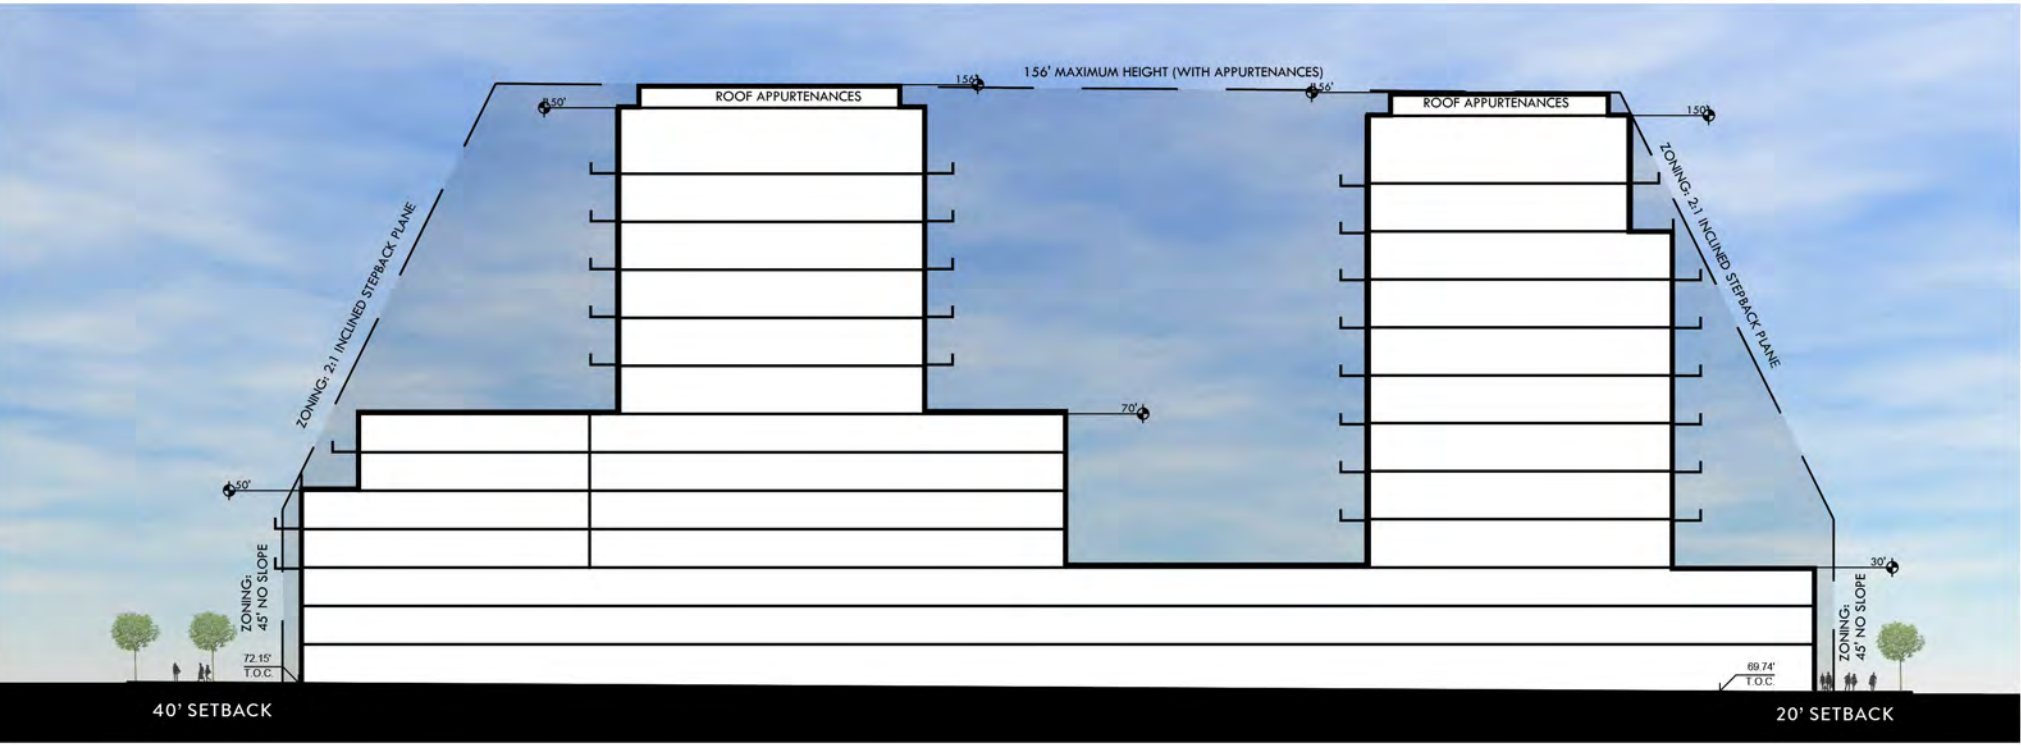 156' MAXIMUM HEIGHT (WITH APPURTENANCES)
156'
156'
ROOF APPURTENANCES
ROOF APPURTENANCES
150'
150'
ZONING: 2:1 INCLINED STEPBACK PLANE
ZONING: 2:1 INCLINED STEPBACK PLANE
70'
50'
30'
ZONING:
45' NO SLOPE
ZONING:
45' NO SLOPE
72.15'
T.O.C.
69.74'
T.O.C.
40' SETBACK
20' SETBACK